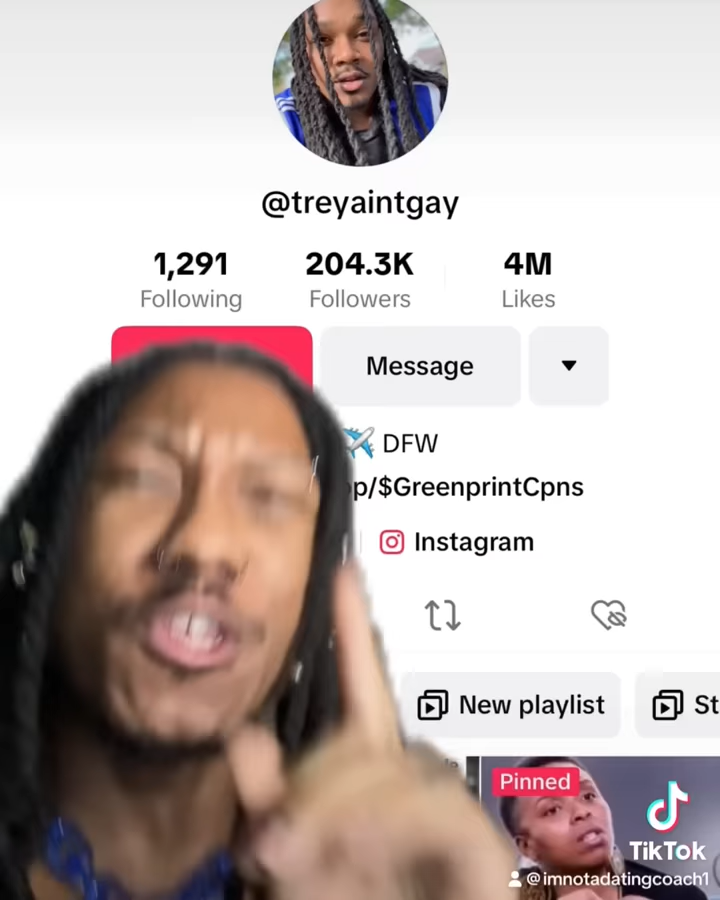 @treyaintgay
1,291 204.3K 4M
Following Followers Likes
Message
DFW
p/$GreenprintCpns
Instagram
New playlist
St
Pinned
TikTok
@imnotadatingcoach1